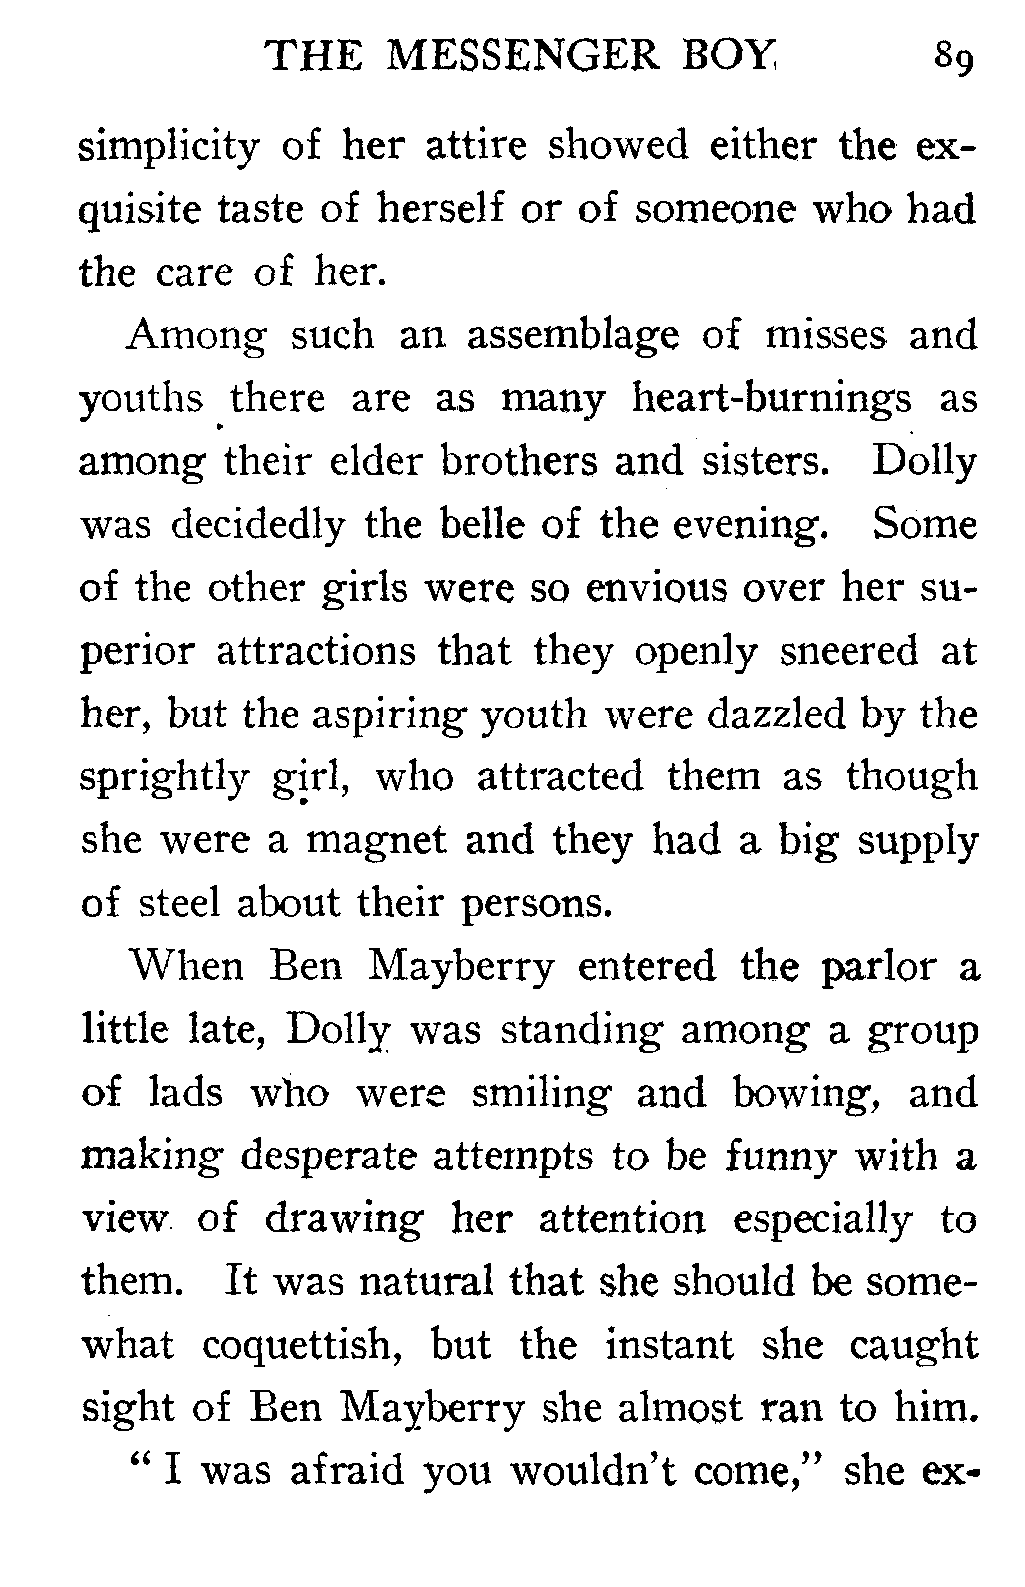 THE MESSENGER BOY 89
simplicity of her attire showed either the ex-
quisite taste of herself or of someone who had
the care of her.
Among such an assemblage of misses and
youths there are as many heart-burnings as
among their elder brothers and sisters. Dolly
was decidedly the belle of the evening. Some
of the other girls were so envious over her su-
perior attractions that they openly sneered at
her, but the aspiring youth were dazzled by the
sprightly girl, who attracted them as though
she were a magnet and they had a big supply
of steel about their persons.
When Ben Mayberry entered the parlor a
little late, Dolly was standing among a group
of lads who were smiling and bowing, and
making desperate attempts to be funny with a
view of drawing her attention especially to
them. It was natural that she should be some-
what coquettish, but the instant she caught
sight of Ben Mayberry she almost ran to him.
" I was afraid you wouldn't come," she ex-